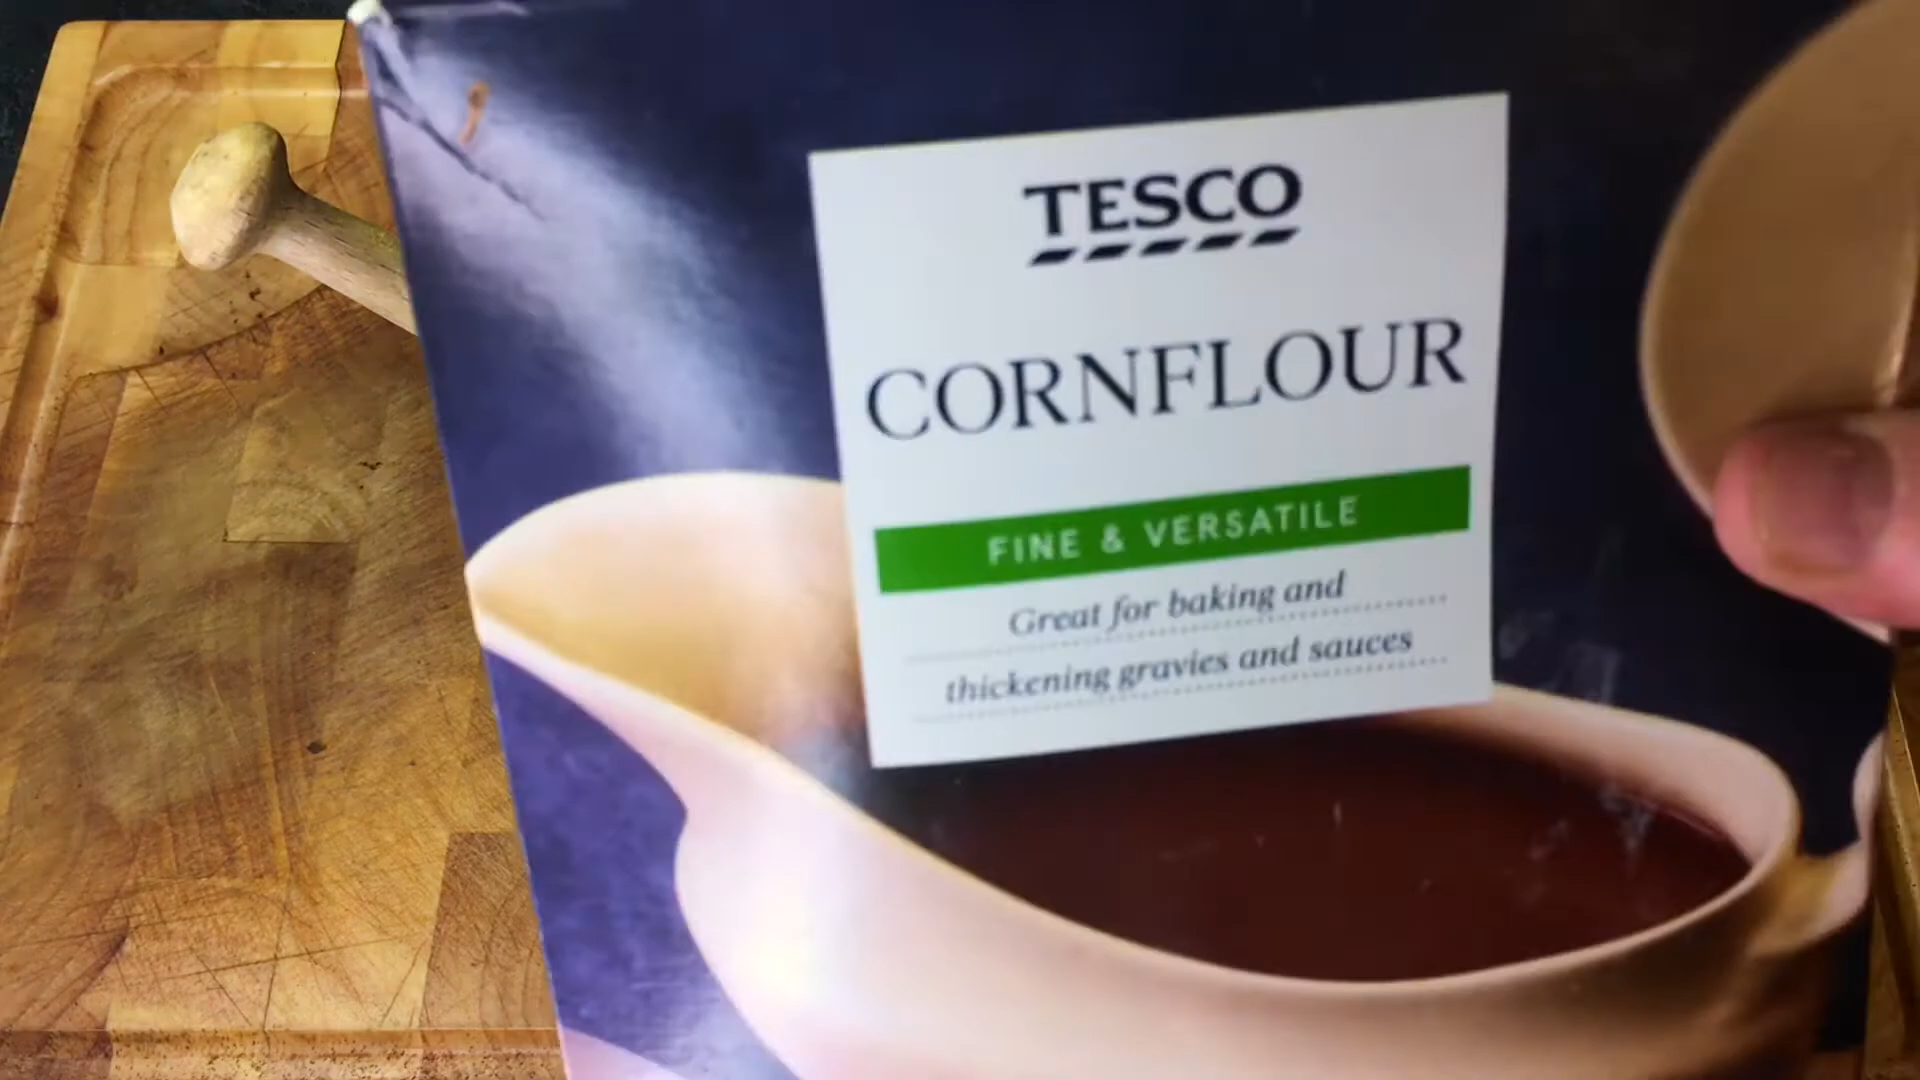 TESCO
CORNFLOUR
FINE & VERSATILE
Great for baking and
thickening gravies and sauces